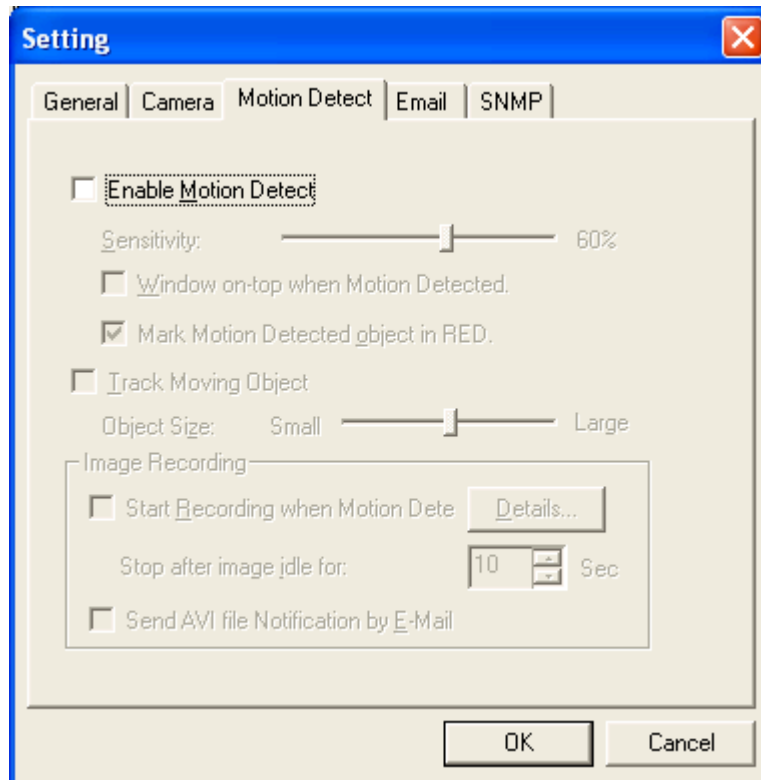 Setting
General Camera Motion Detect Email SNMP
Enable Motion Detect
Sensitivity: 60%
Window on-top when Motion Detected.
Mark Motion Detected object in RED.
Track Moving Object
Object Size: Small Large
Image Recording
Start Recording when Motion Dete Details...
Stop after image idle for: 10 Sec
Send AVI file Notification by E-Mail
OK Cancel